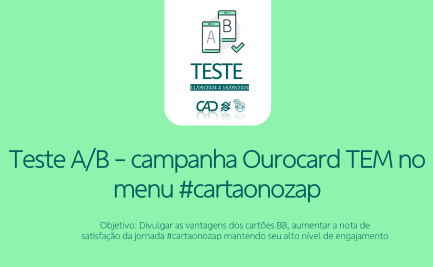 A
B
TESTE
11/09/2024 A 18/09/2024
CAD
Teste A/B – campanha Ourocard TEM no
menu #cartaonozap
Objetivo: Divulgar as vantagens dos cartões BB, aumentar a nota de
satisfação da jornada #cartaonozap mantendo seu alto nível de engajamento